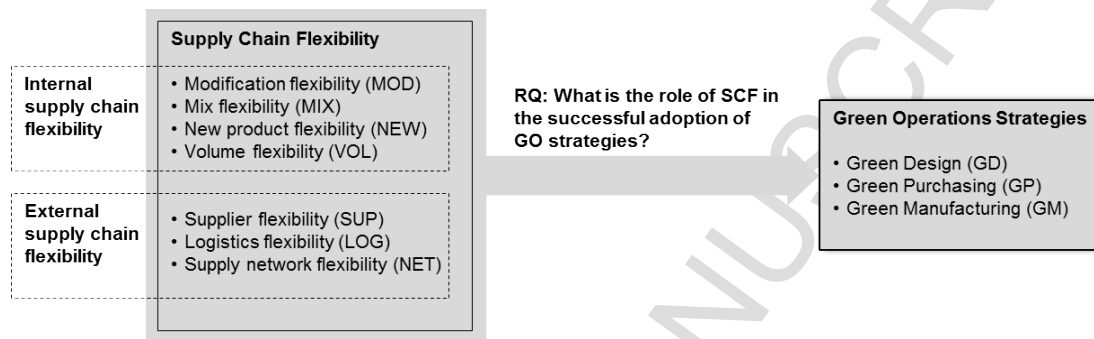 Supply Chain Flexibility
Internal
supply chain
flexibility
• Modification flexibility (MOD)
• Mix flexibility (MIX)
• New product flexibility (NEW)
• Volume flexibility (VOL)
External
supply chain
flexibility
• Supplier flexibility (SUP)
• Logistics flexibility (LOG)
• Supply network flexibility (NET)
RQ: What is the role of SCF in
the successful adoption of
GO strategies?
Green Operations Strategies
• Green Design (GD)
• Green Purchasing (GP)
• Green Manufacturing (GM)
NUSCR